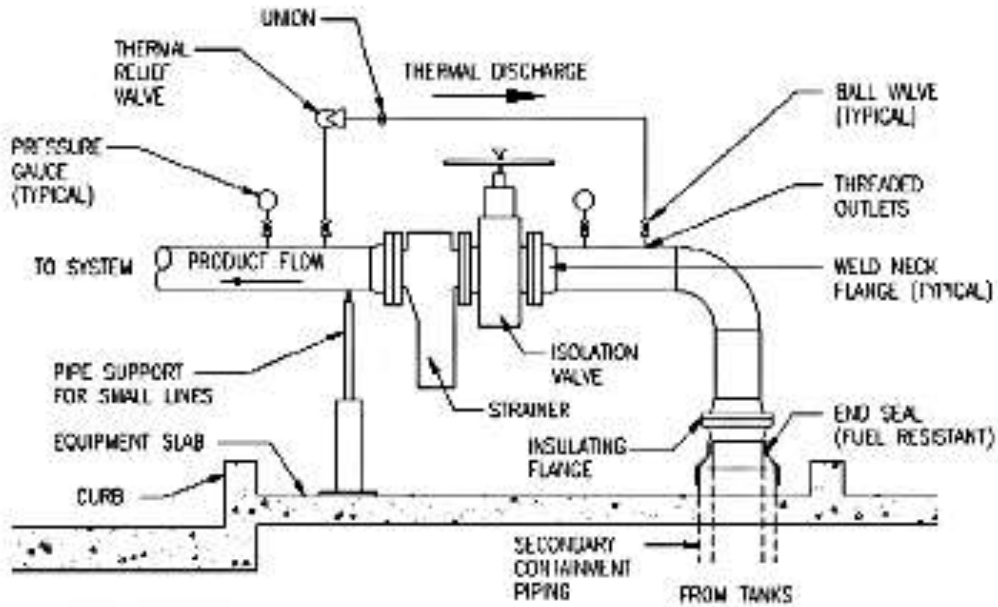 UNION
THERMAL
RELIEF
VALVE
THERMAL DISCHARGE
BALL VALVE
(TYPICAL)
PRESSURE
GAUGE
(TYPICAL)
THREADED
OUTLETS
TO SYSTEM
PRODUCT FLOW
WELD NECK
FLANGE (TYPICAL)
ISOLATION
VALVE
PIPE SUPPORT
FOR SMALL LINES
STRAINER
END SEAL
(FUEL RESISTANT)
EQUIPMENT SLAB
INSULATING
FLANGE
CURB
SECONDARY
CONTAINMENT
PIPING
FROM TANKS